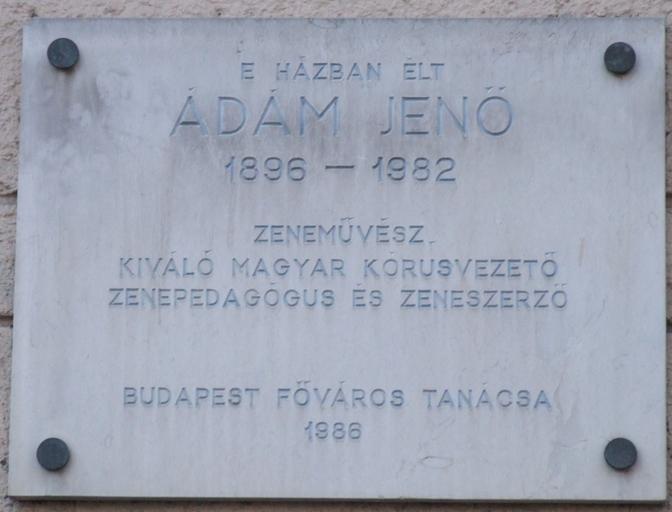 E HÁZBAN ÉLT
ÁDÁM JENŐ
1896 – 1982
ZENEMŰVÉSZ,
KIVÁLÓ MAGYAR KÓRUSVEZETŐ
ZENEPEDAGÓGUS ÉS ZENESZERZŐ
BUDAPEST FŐVÁROS TANÁCSA
1986